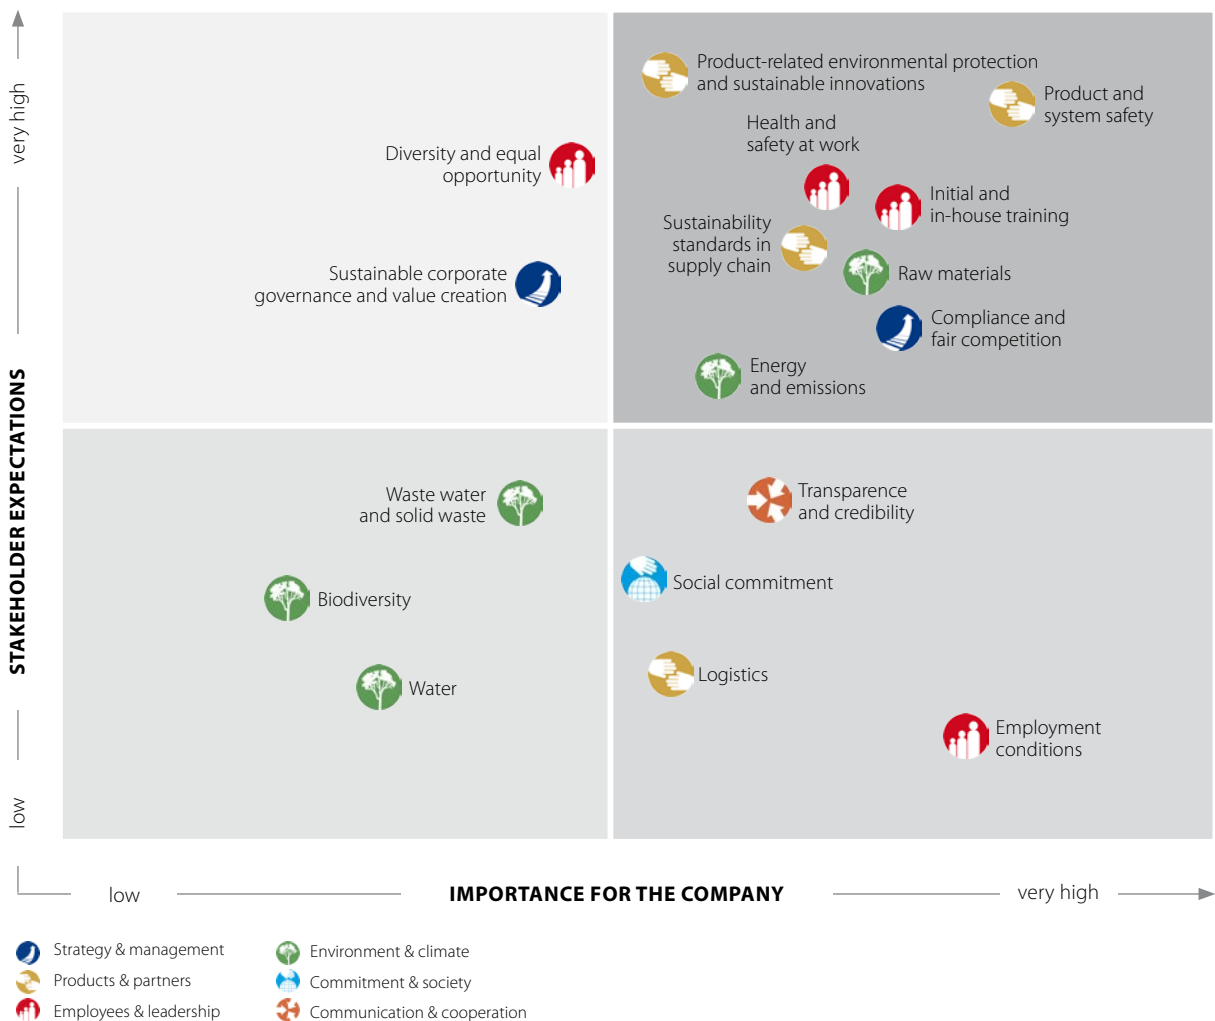 very high
STAKEHOLDER EXPECTATIONS
low
Product-related environmental protection
and sustainable innovations
Product and
system safety
Health and
safety at work
Diversity and equal
opportunity
Initial and
in-house training
Sustainability
standards in
supply chain
Sustainable corporate
governance and value creation
Raw materials
Compliance and
fair competition
Energy
and emissions
Waste water
and solid waste
Transparence
and credibility
Biodiversity
Social commitment
Water
Logistics
Employment
conditions
low
IMPORTANCE FOR THE COMPANY
very high
Strategy & management
Products & partners
Employees & leadership
Environment & climate
Commitment & society
Communication & cooperation